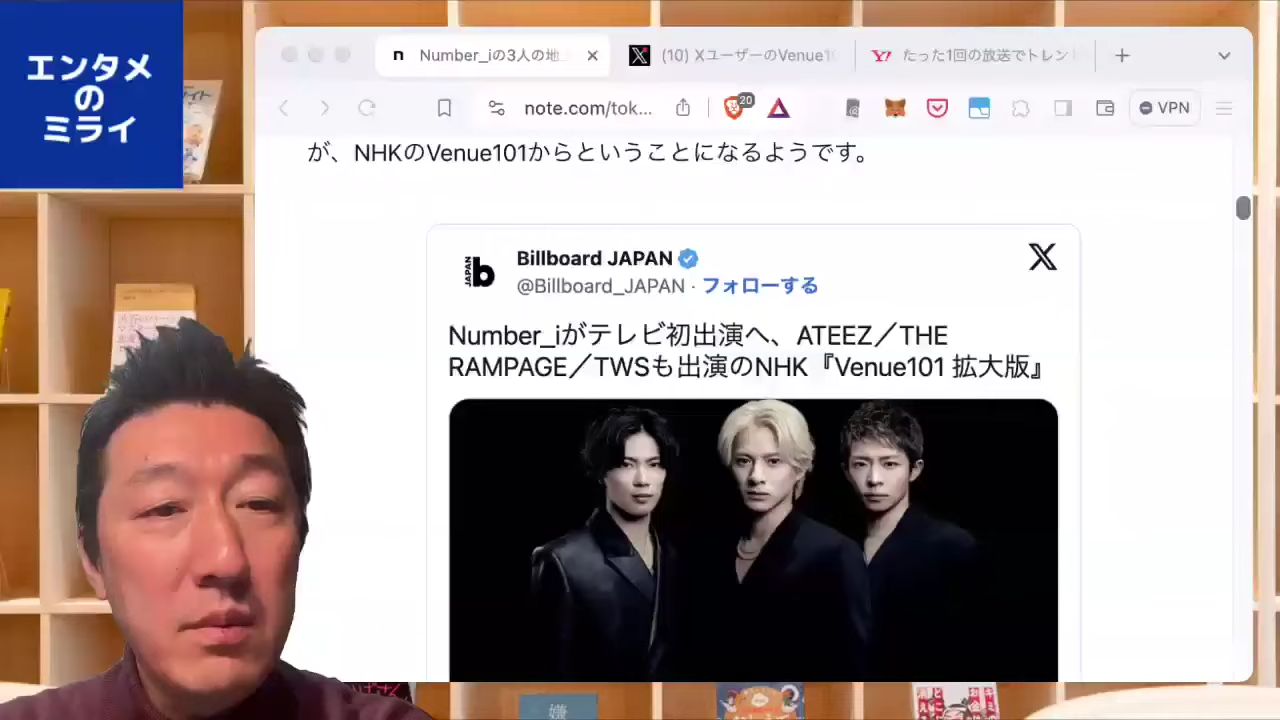 エンタメ
の
ミライ
Number_iの3人の地
(10) XユーザーのVenue10
たった1回の放送でトレン
note.com/tok...
20
VPN
が、NHKのVenue101からということになるようです。
JAPAN
b
Billboard JAPAN
@Billboard_JAPAN · フォローする
Number_iがテレビ初出演へ、ATEEZ／THE
RAMPAGE／TWSも出演のNHK『Venue101 拡大版』
嫌